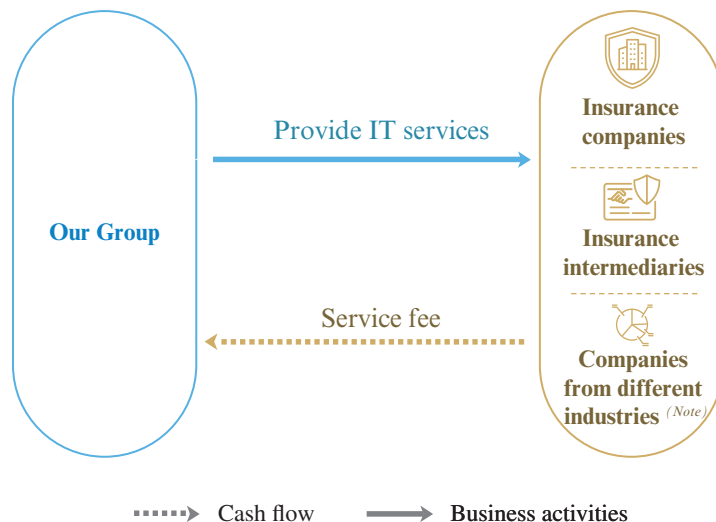 Provide IT services
Our Group
Service fee
Insurance
companies
Insurance
intermediaries
Companies
from different
industries (Note)
Cash flow
Business activities